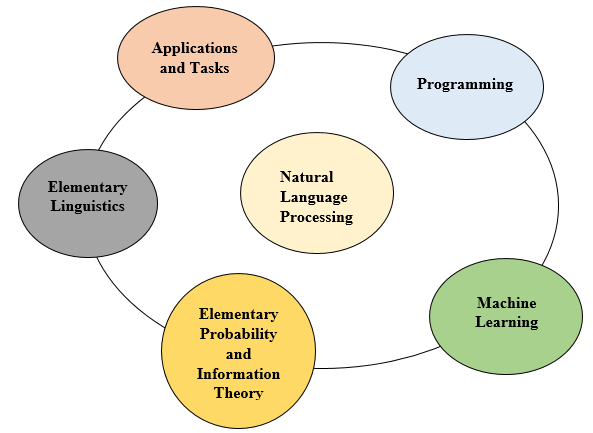 Applications
and Tasks
Programming
Elementary
Linguistics
Natural
Language
Processing
Machine
Learning
Elementary
Probability
and
Information
Theory